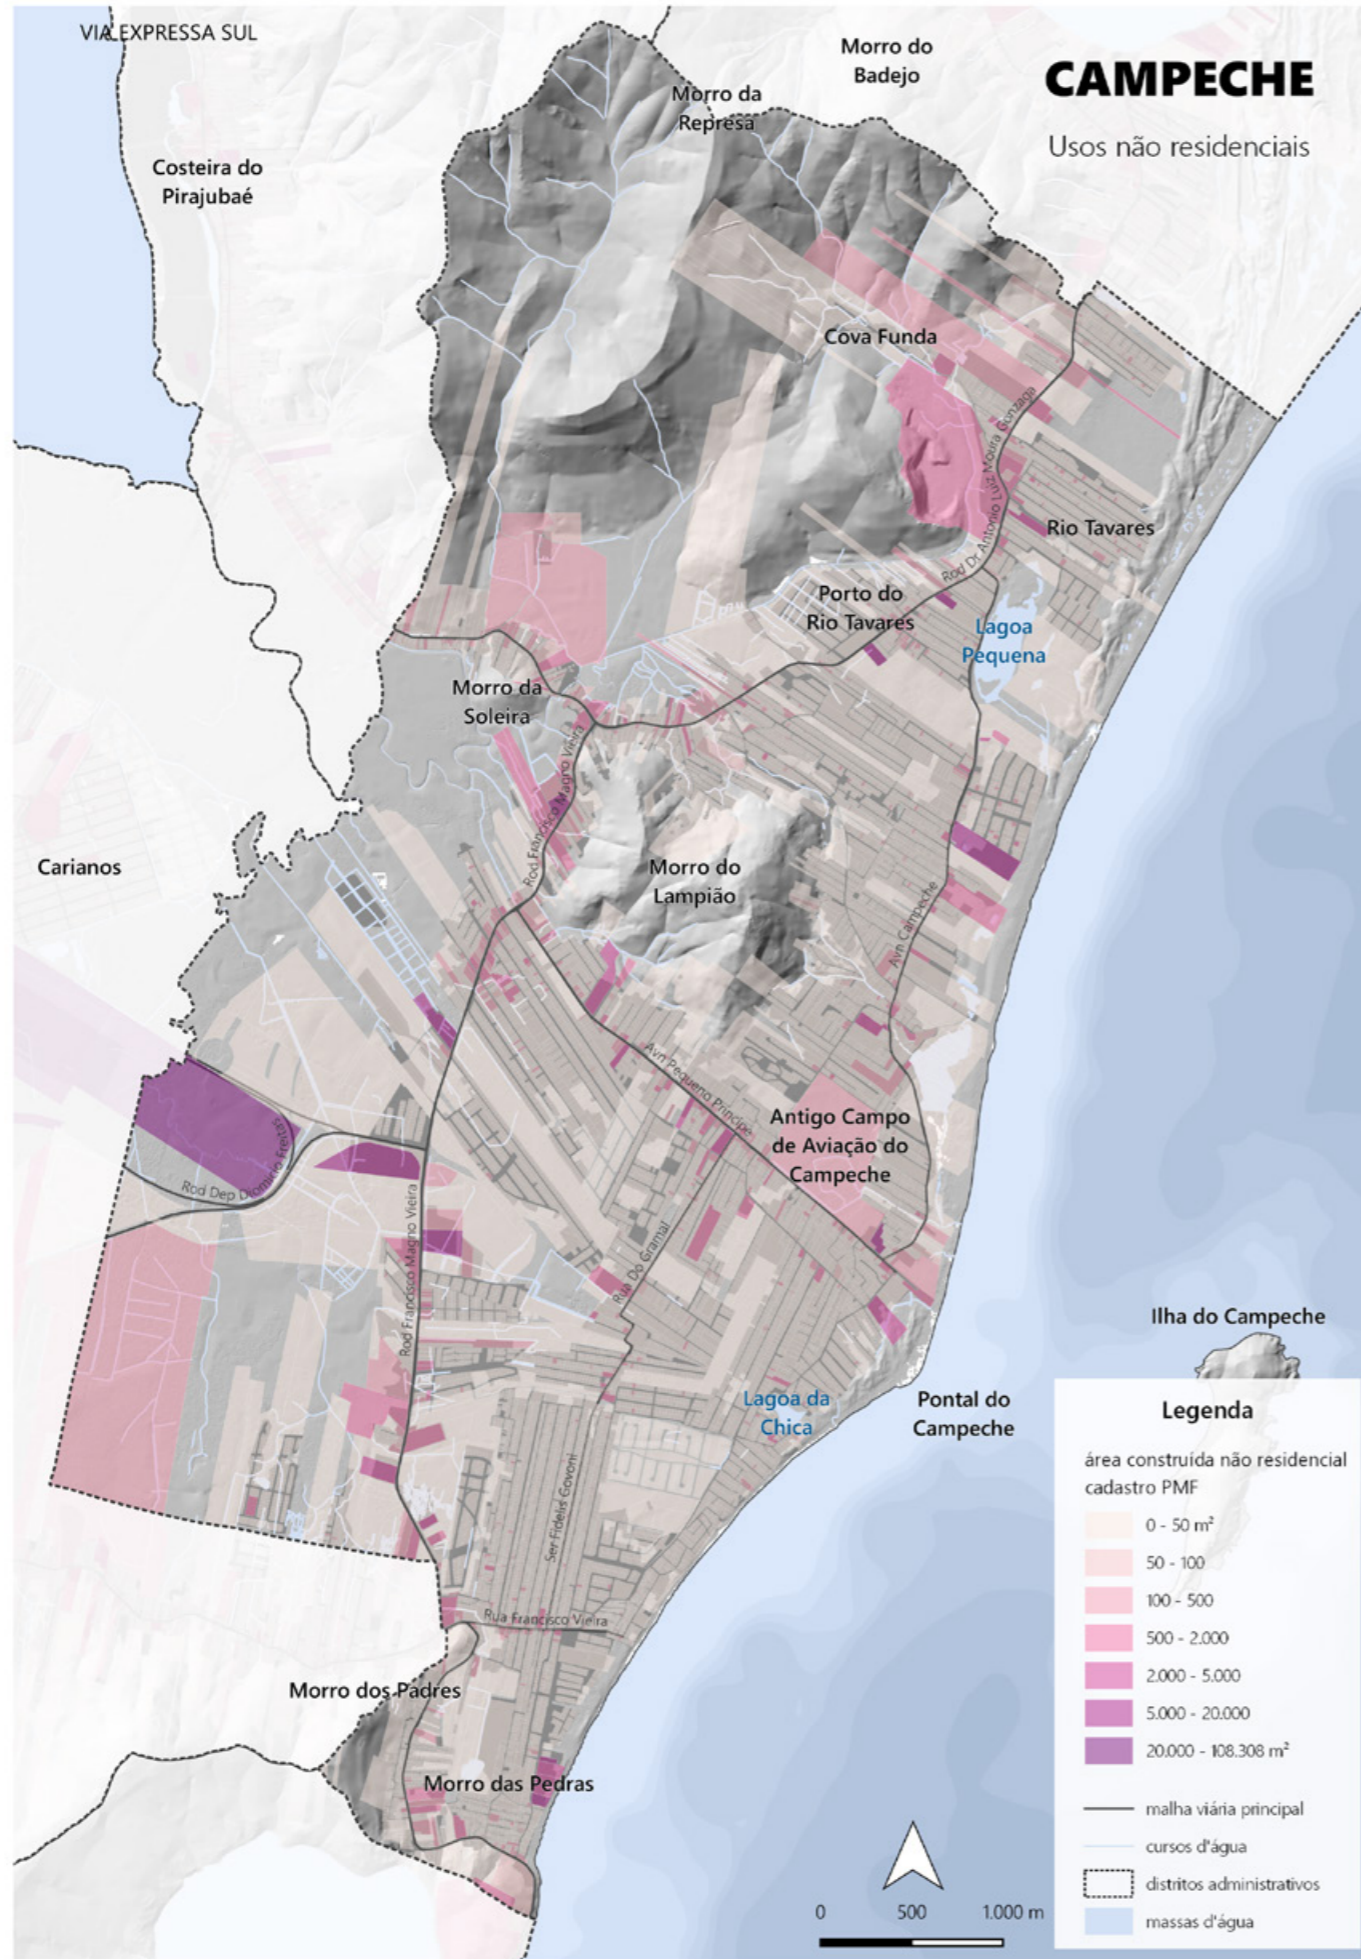 VIA EXPRESSA SUL
Morro do
Badejo
CAMPECHE
Usos não residenciais
Morro da
Represa
Costeira do
Pirajubaé
Cova Funda
Rod Dr Antonio Luiz Moura Gonzaga
Rio Tavares
Porto do
Rio Tavares
Lagoa
Pequena
Morro da
Soleira
Rod Francisco Magno Vieira
Carianos
Morro do
Lampião
Avn Campeche
Avn Pequeno Principe
Antigo Campo
de Aviação do
Campeche
Rod Dep Diomicio Freitas
Rod Francisco Magno Vieira
Rua Do Gramal
Ilha do Campeche
Lagoa da
Chica
Pontal do
Campeche
Ser Fidelis Govoni
Rua Francisco Vieira
Morro dos Padres
Morro das Pedras
Legenda
área construída não residencial
cadastro PMF
0 - 50 m²
50 - 100
100 - 500
500 - 2.000
2.000 - 5.000
5.000 - 20.000
20.000 - 108.308 m²
malha viária principal
cursos d'água
distritos administrativos
massas d'água
0 500 1.000 m